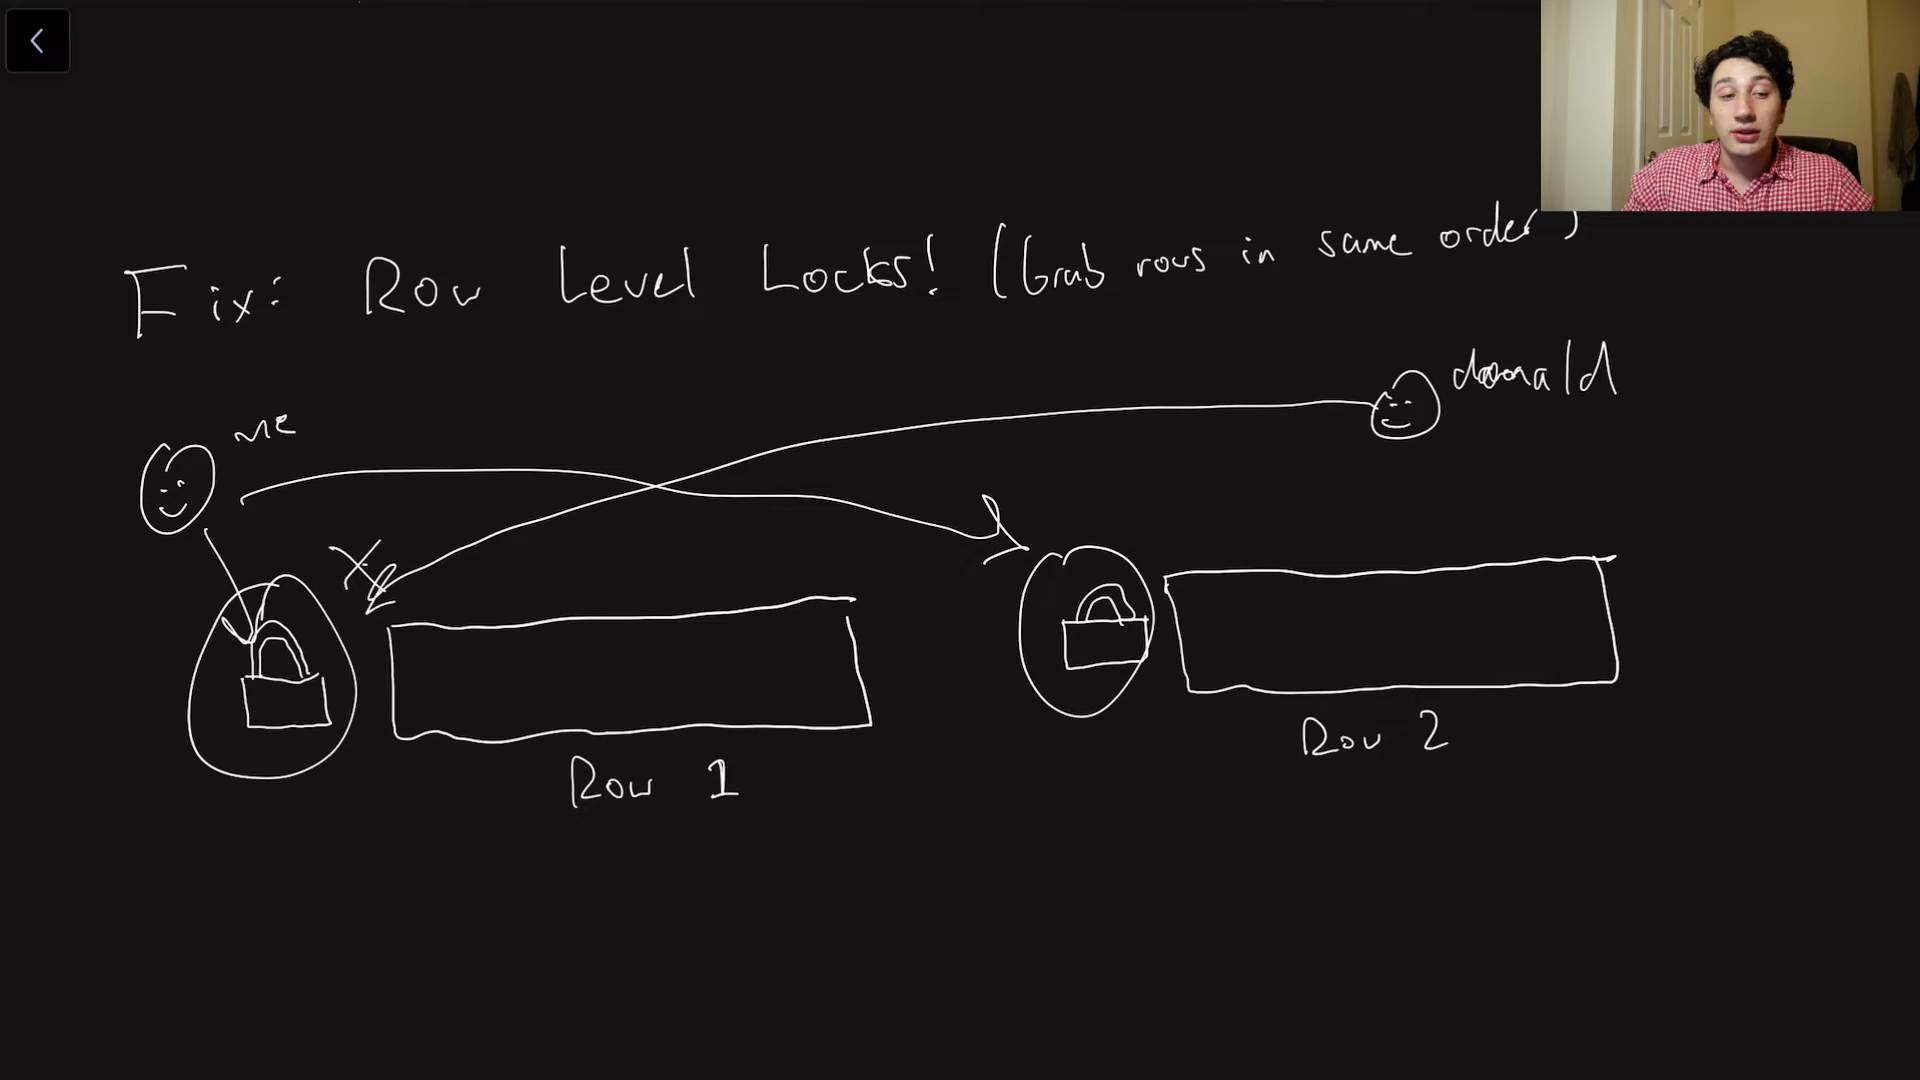 Fix: Row Level Locks! (Grab rows in same order)
donald
me
Row 1
Row 2